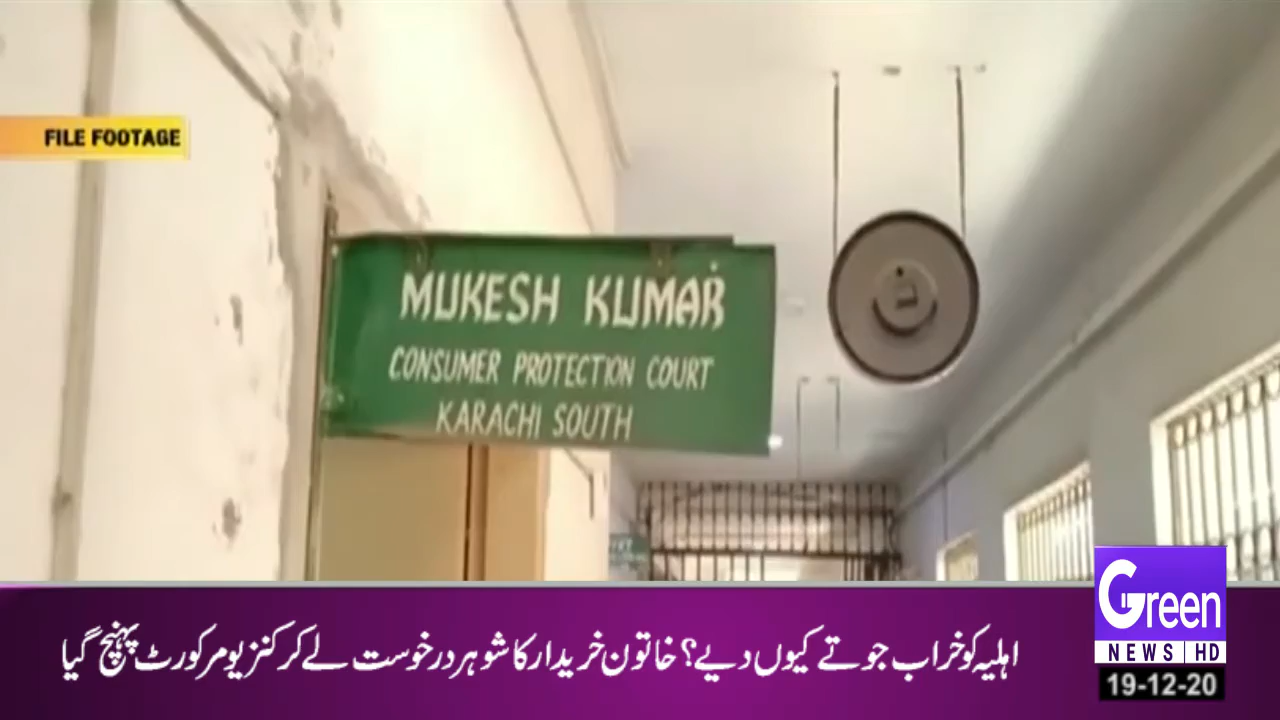 FILE FOOTAGE
MUKESH KUMAR
CONSUMER PROTECTION COURT
KARACHI SOUTH
Green
NEWS HD
اہلیہ کو خراب جوتے کیوں دیے؟ خاتون خریدار کا شوہر درخوست لے کر کنزیومر کورٹ پہنچ گیا
19-12-20